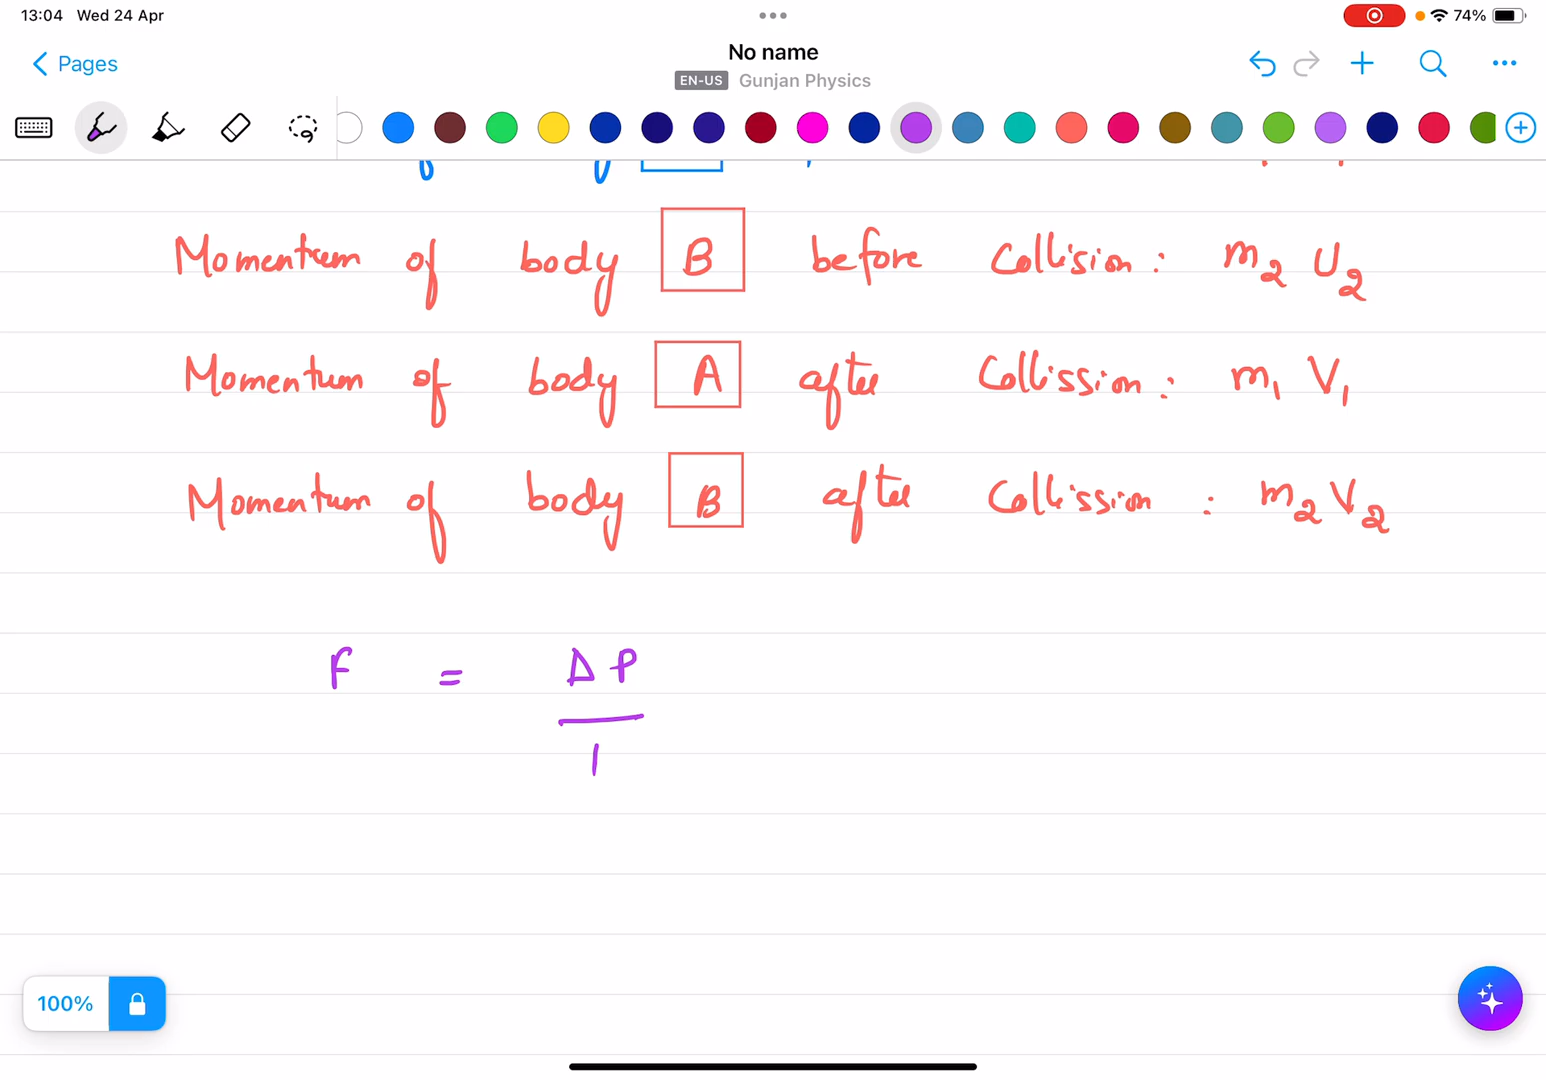 13:04 Wed 24 Apr
74%
Pages
No name
EN-US Gunjan Physics
Momentum of body B before Collision : m₂ U₂
Momentum of body A after Collission : m₁ V₁
Momentum of body B after Collission : m₂ V₂
F = ΔP
100%